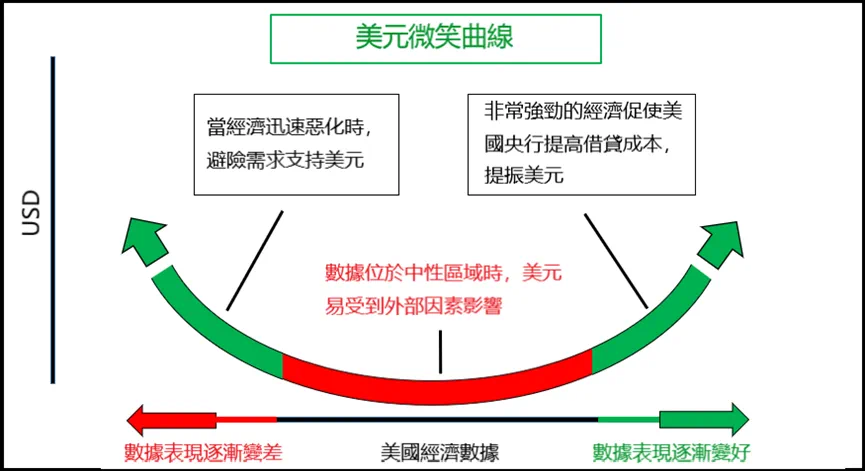 美元微笑曲線
當經濟迅速惡化時，
避險需求支持美元
非常強勁的經濟促使美
國央行提高借貸成本，
提振美元
USD
數據位於中性區域時，美元
易受到外部因素影響
數據表現逐漸變差
美國經濟數據
數據表現逐漸變好